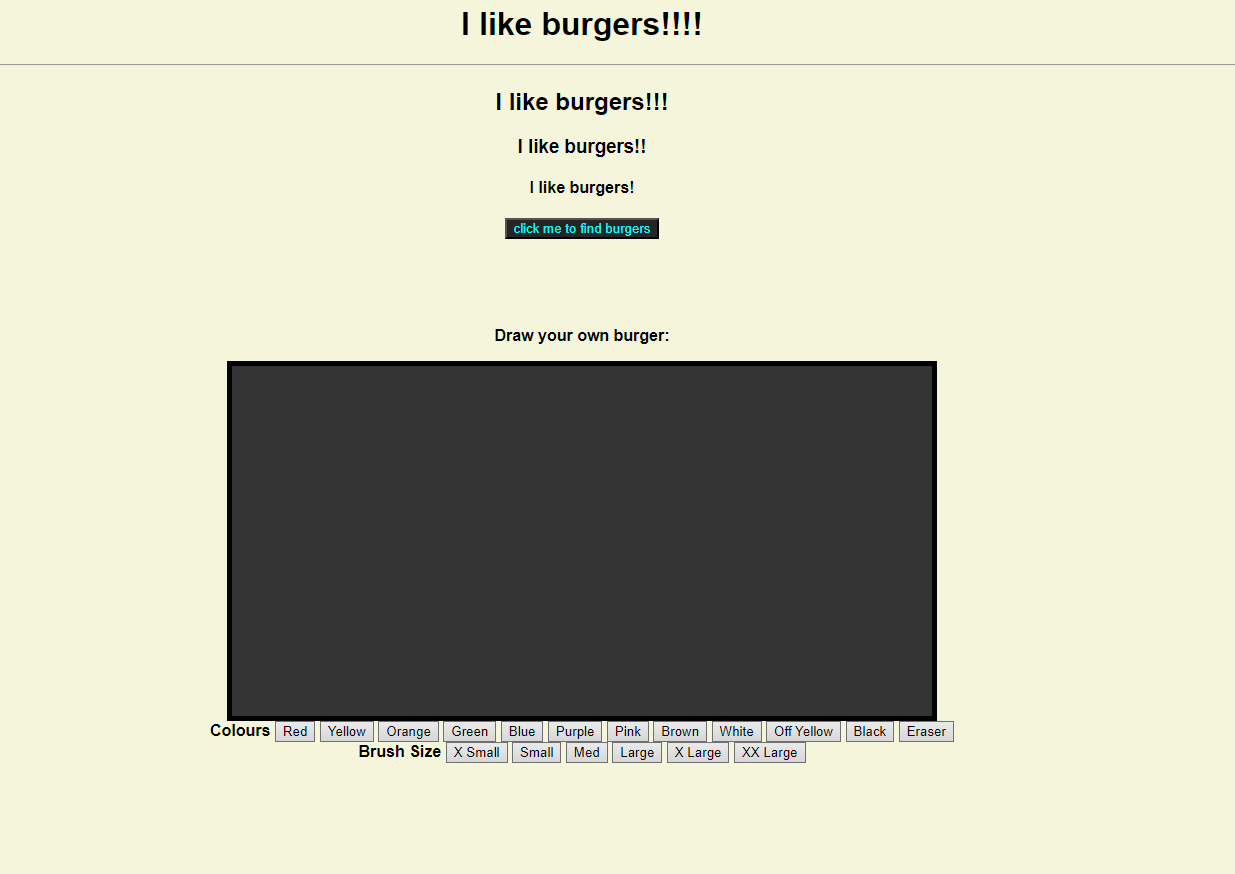 I like burgers!!!!
I like burgers!!!
I like burgers!!
I like burgers!
click me to find burgers
Draw your own burger:
Colours Red Yellow Orange Green Blue Purple Pink Brown White Off Yellow Black Eraser
Brush Size X Small Small Med Large X Large XX Large